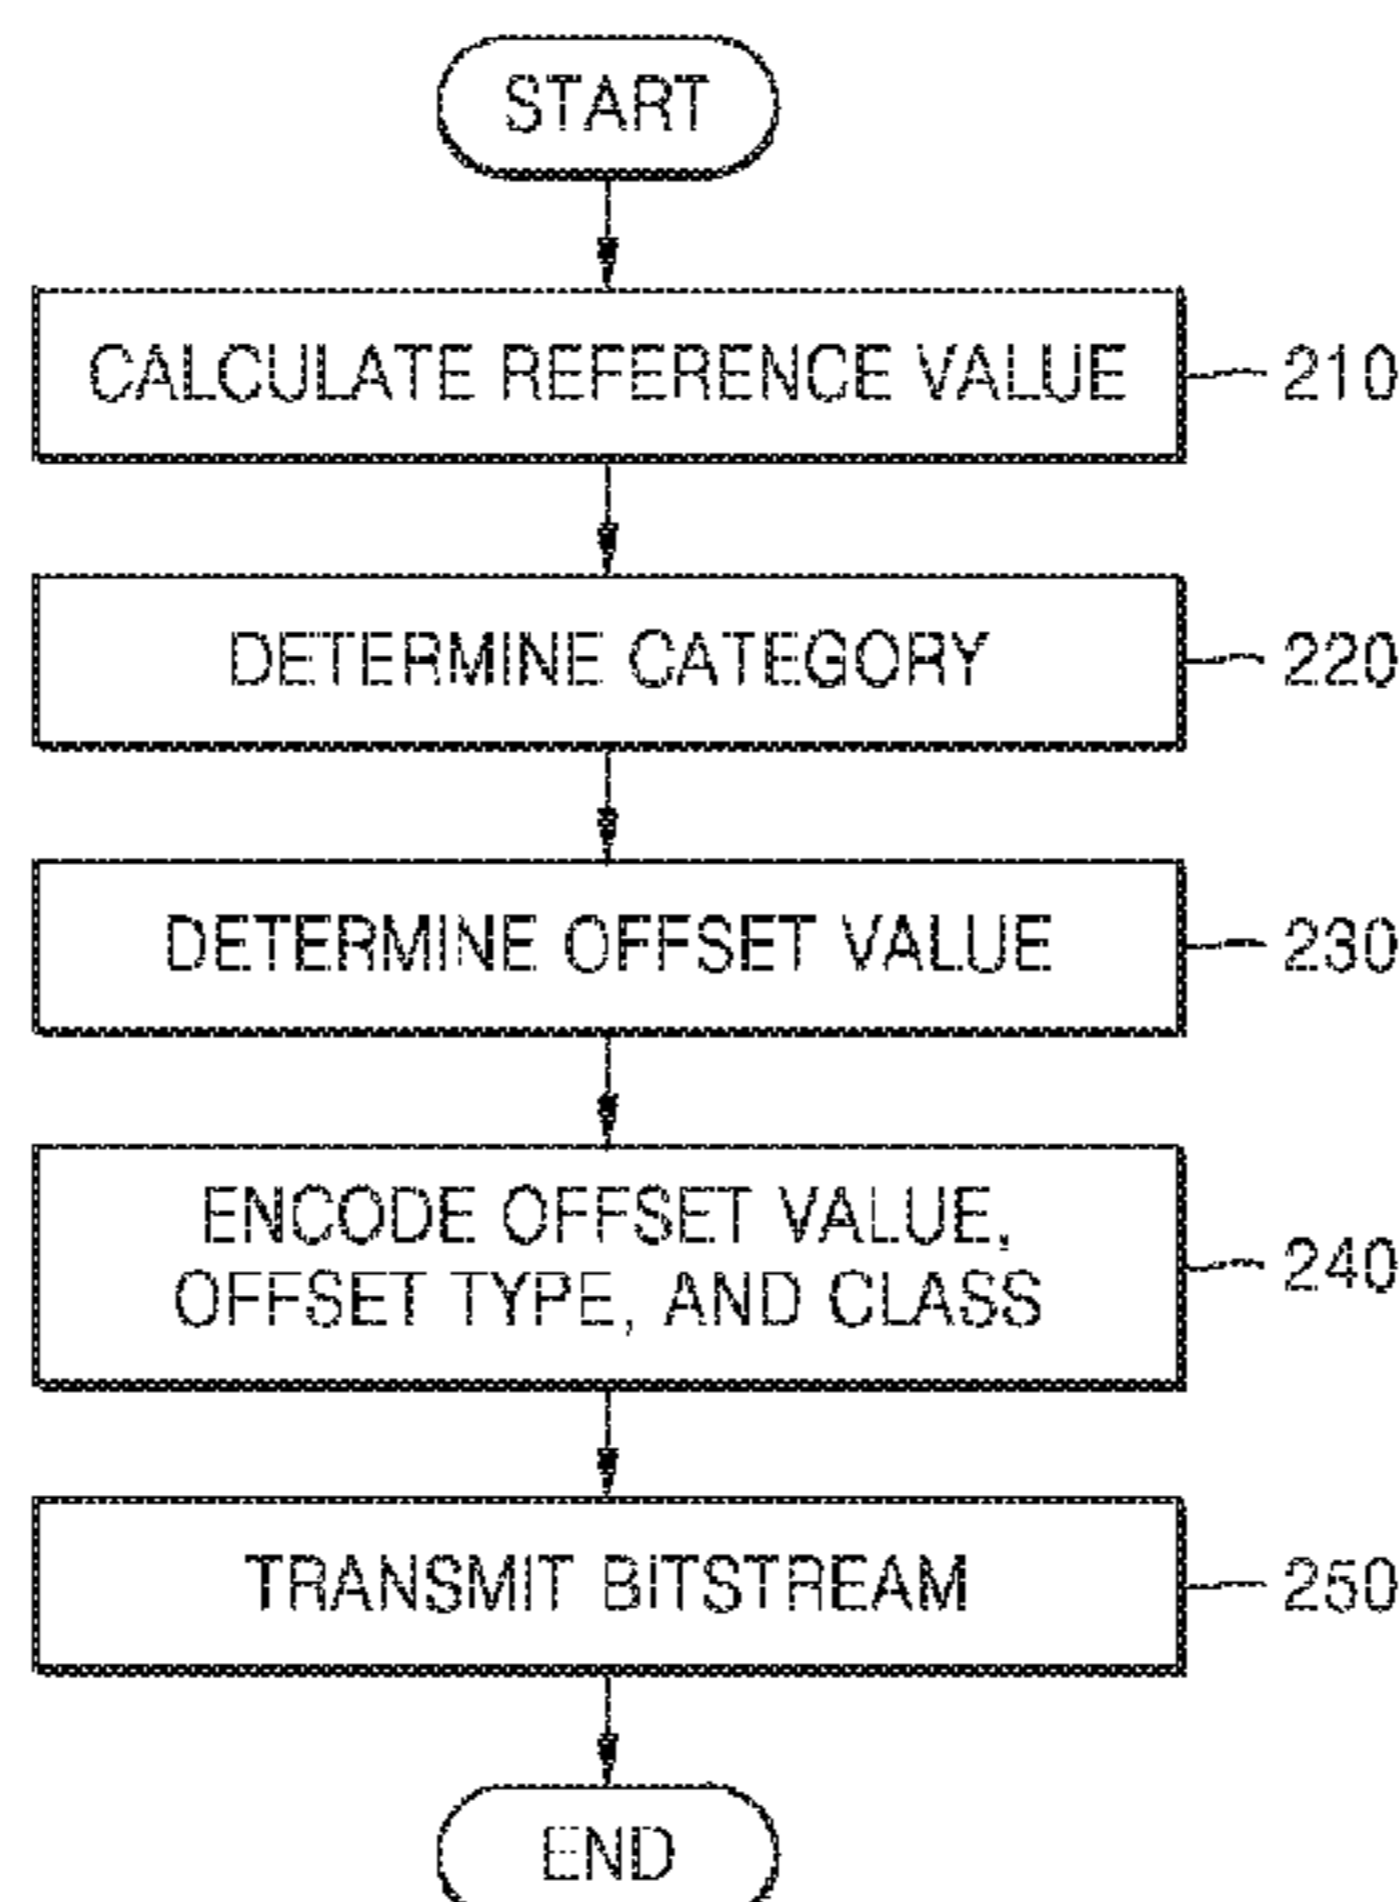 START
CALCULATE REFERENCE VALUE
210
DETERMINE CATEGORY
220
DETERMINE OFFSET VALUE
230
ENCODE OFFSET VALUE,
OFFSET TYPE, AND CLASS
240
TRANSMIT BITSTREAM
250
END